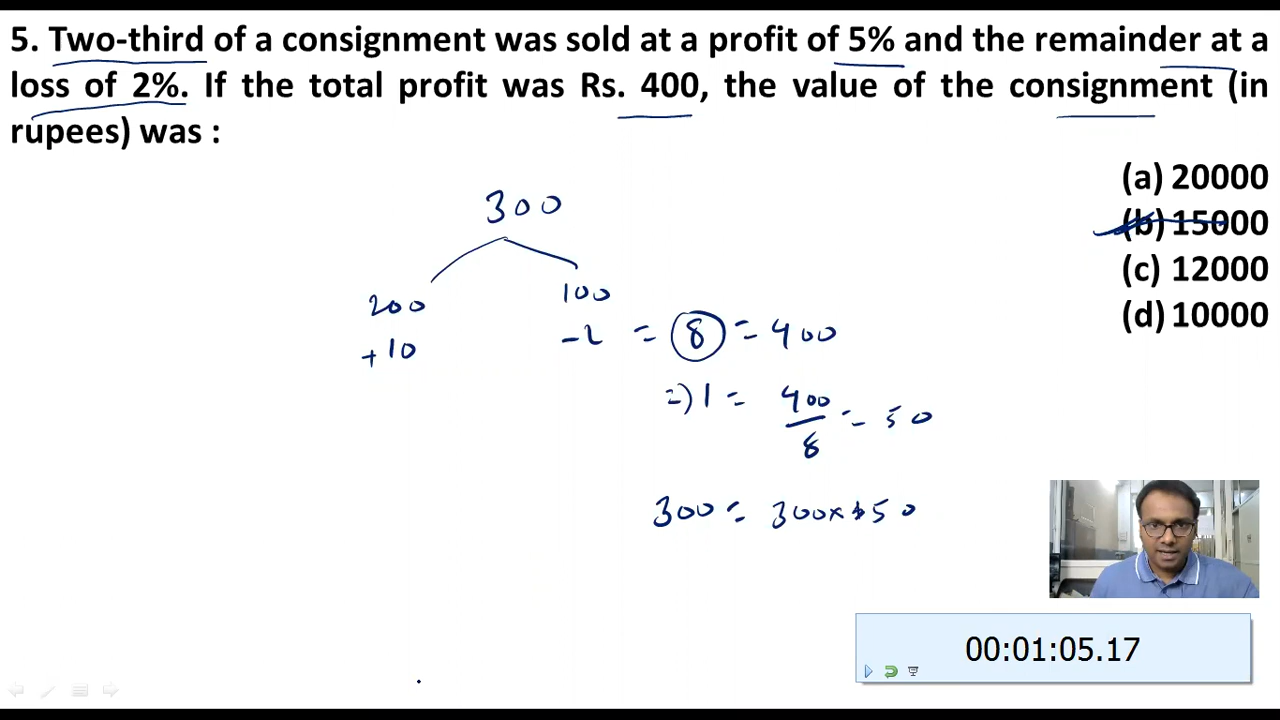 5. Two-third of a consignment was sold at a profit of 5% and the remainder at a
loss of 2%. If the total profit was Rs. 400, the value of the consignment (in
rupees) was :
(a) 20000
(b) 15000
(c) 12000
(d) 10000
300
200 100
+10 -2 = 8 = 400
=) 1 = 400/8 = 50
300 = 300x50
00:01:05.17